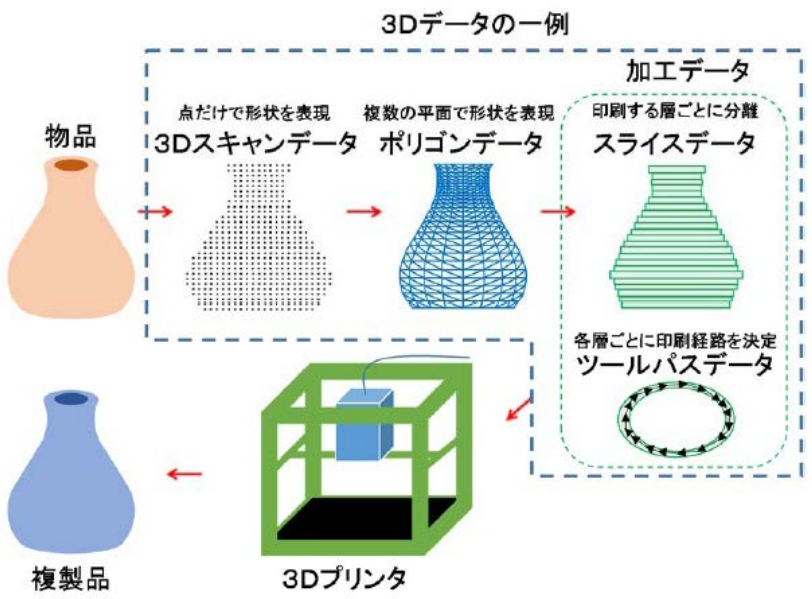 3Dデータの一例
加工データ
物品
点だけで形状を表現
3Dスキャンデータ
複数の平面で形状を表現
ポリゴンデータ
印刷する層ごとに分離
スライスデータ
各層ごとに印刷経路を決定
ツールパスデータ
複製品
3Dプリンタ